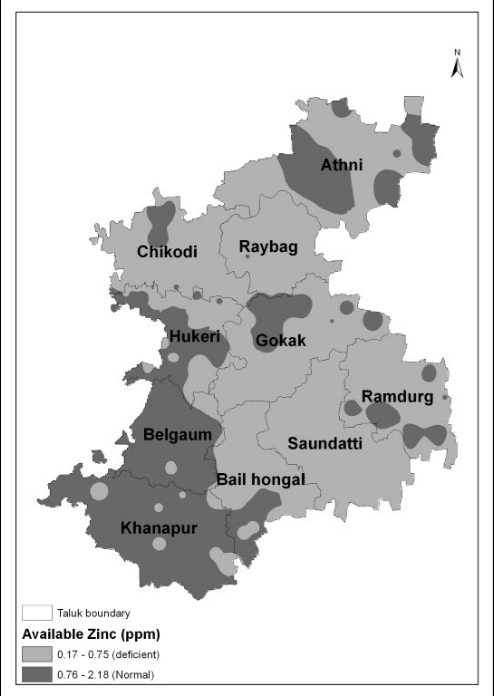 N
Athni
Chikodi
Raybag
Hukeri
Gokak
Ramdurg
Belgaum
Saundatti
Bail hongal
Khanapur
Taluk boundary
Available Zinc (ppm)
0.17 - 0.75 (deficient)
0.76 - 2.18 (Normal)